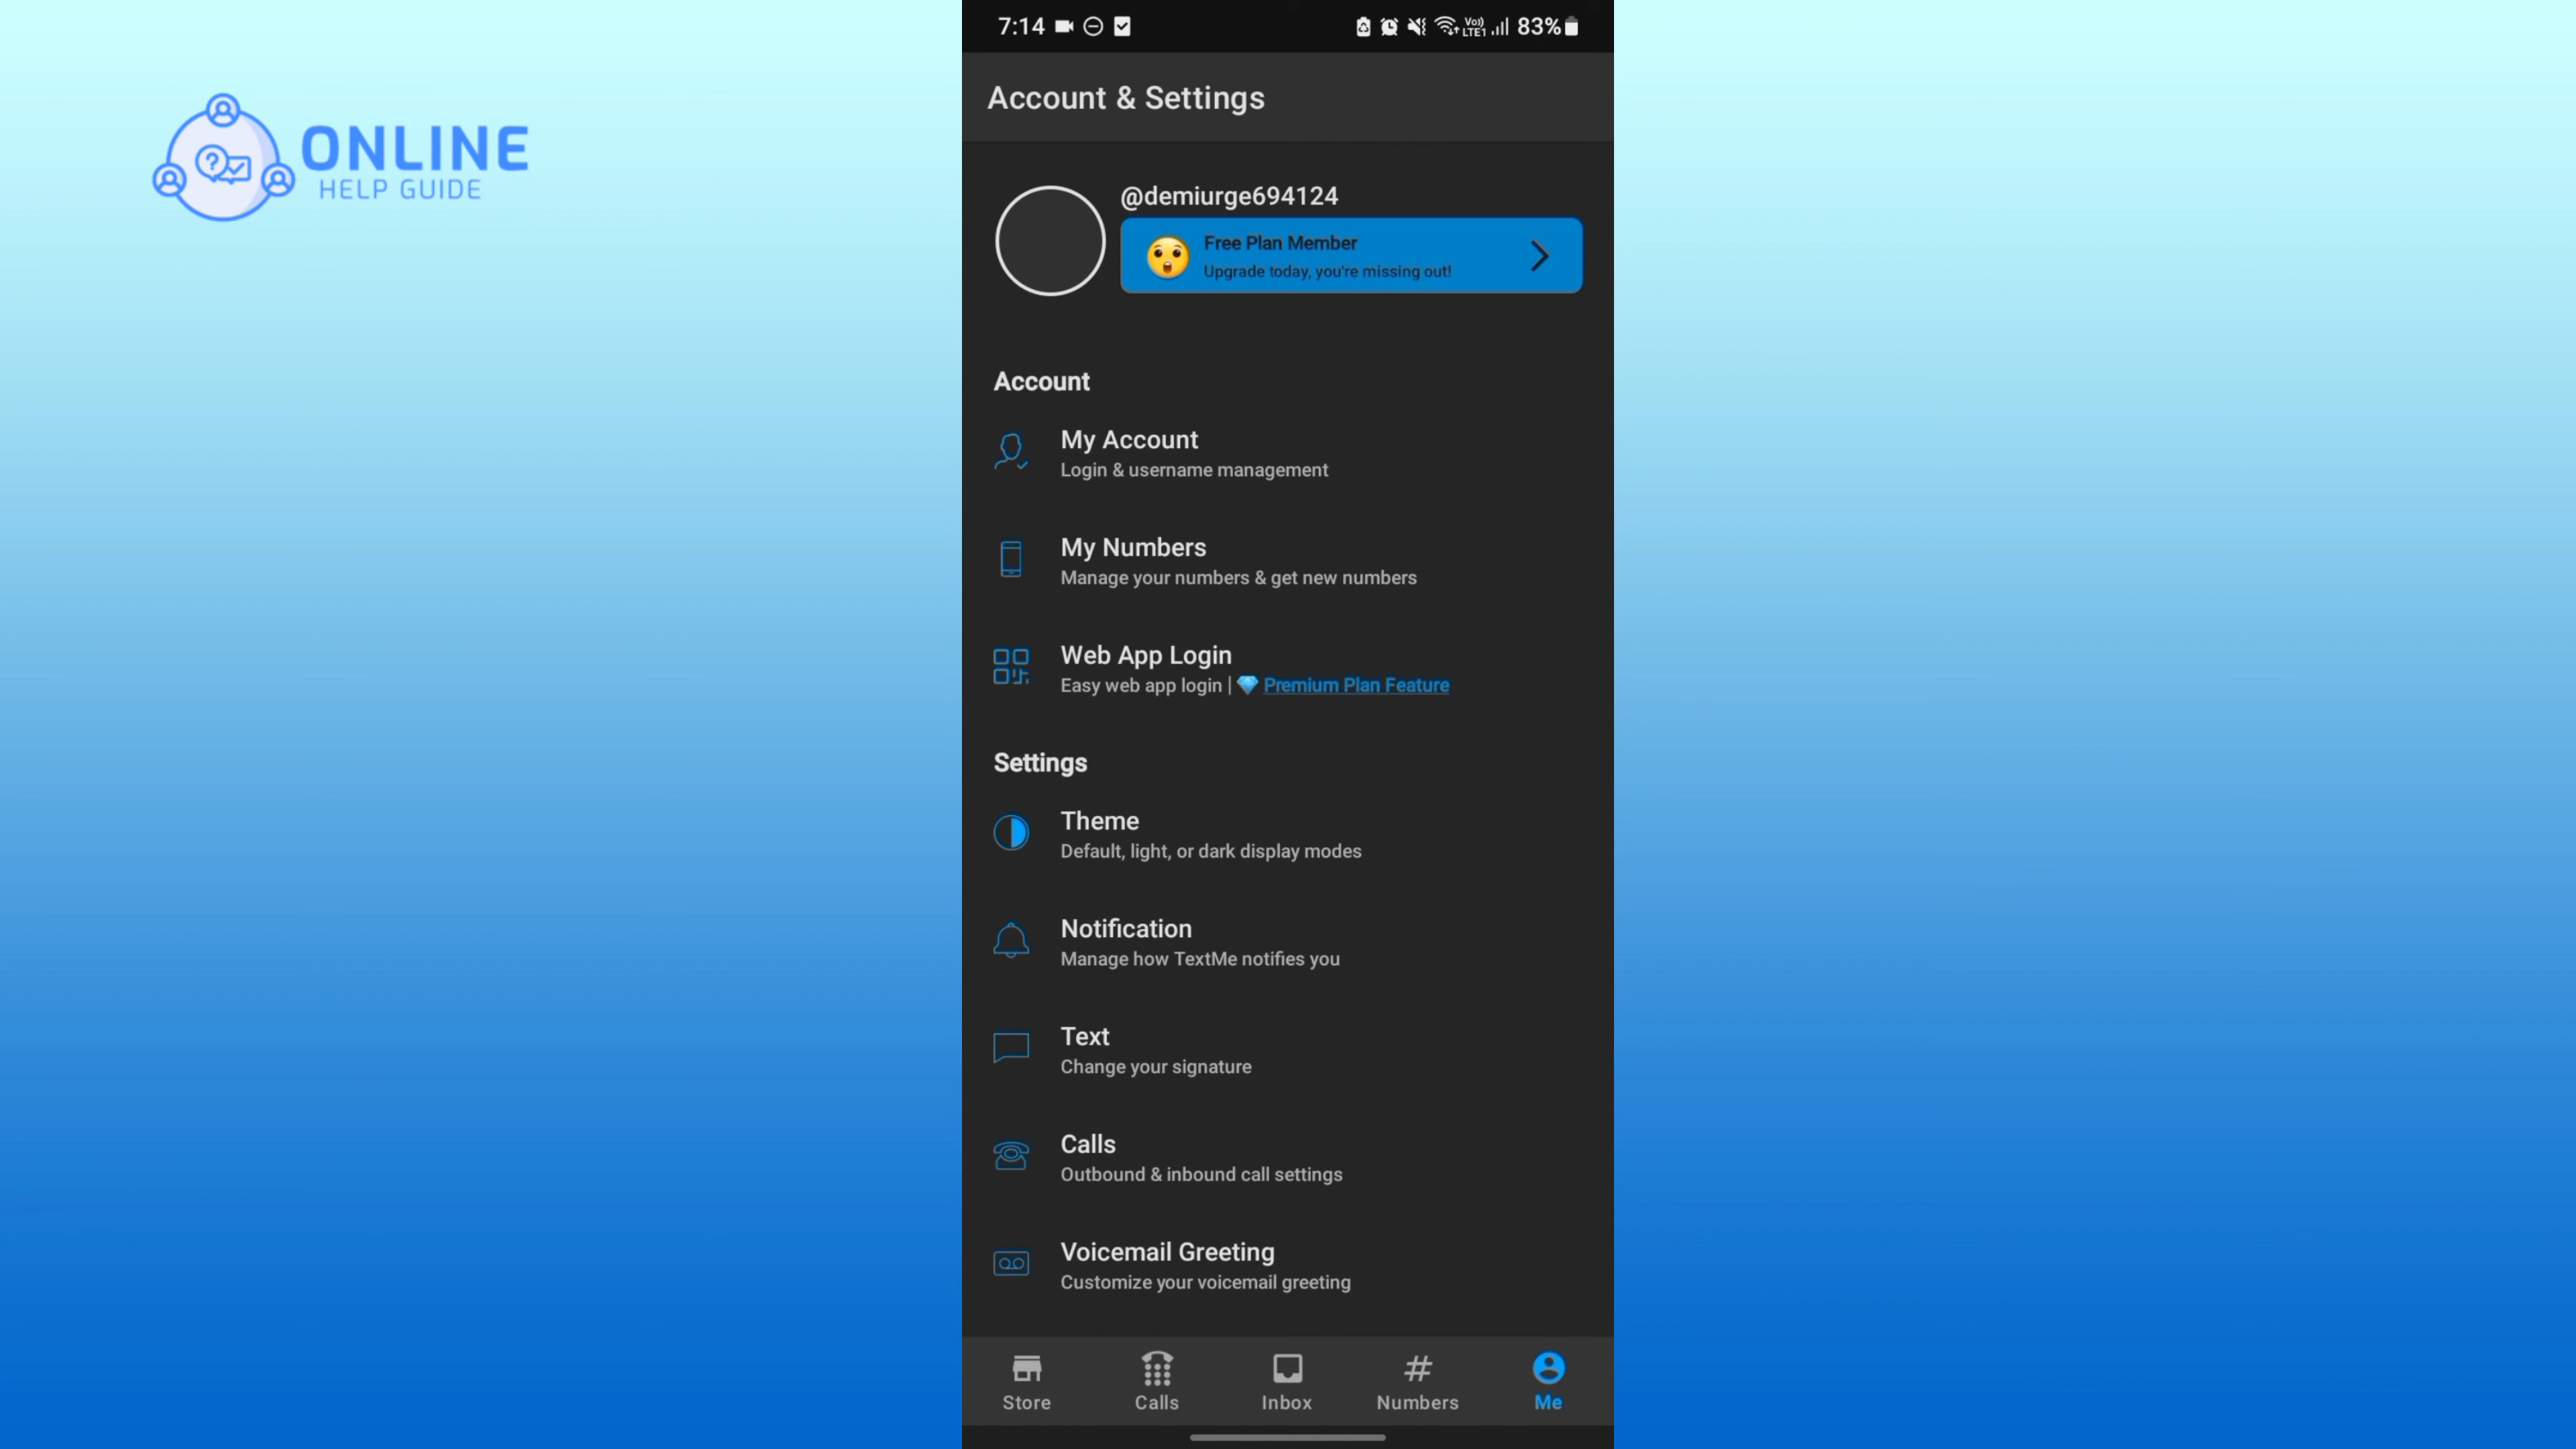 ONLINE
HELP GUIDE
7:14
Vo)) LTE1 83%
Account & Settings
@demiurge694124
Free Plan Member
Upgrade today, you're missing out!
Account
My Account
Login & username management
My Numbers
Manage your numbers & get new numbers
Web App Login
Easy web app login | 💎 Premium Plan Feature
Settings
Theme
Default, light, or dark display modes
Notification
Manage how TextMe notifies you
Text
Change your signature
Calls
Outbound & inbound call settings
Voicemail Greeting
Customize your voicemail greeting
Store Calls Inbox Numbers Me